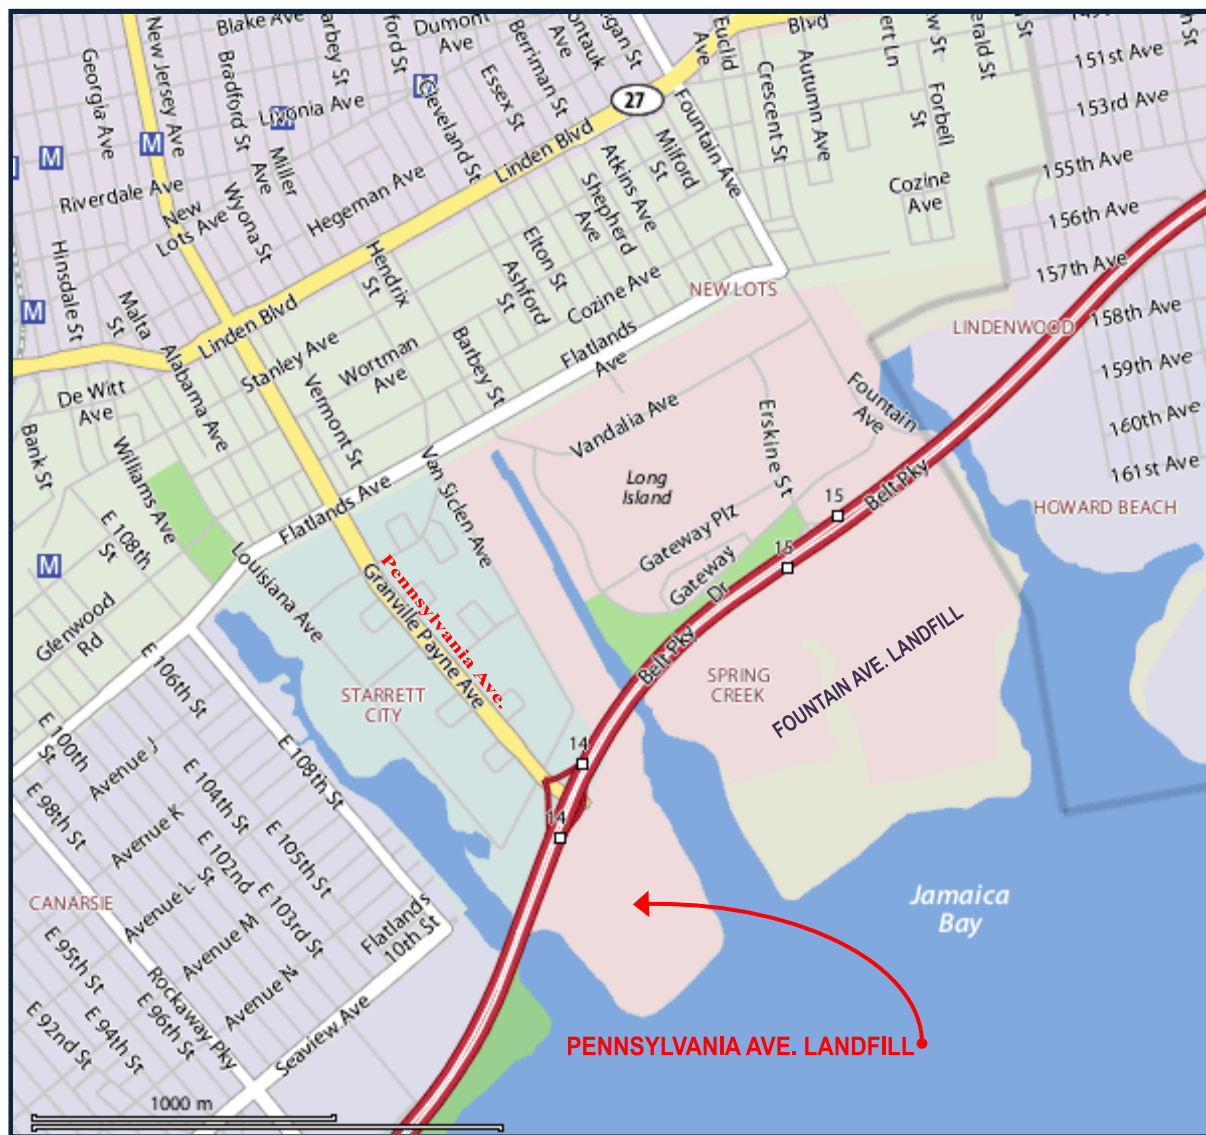 Blake Ave
Dumont
Ave
Berriman St
Euclid
Ave
Blvd
Crescent St
Autumn Ave
Forbell
St
151st Ave
153rd Ave
155th Ave
156th Ave
157th Ave
158th Ave
159th Ave
160th Ave
161st Ave
Georgia Ave
New Jersey Ave
Bradford St
Livonia Ave
Cleveland St
Essex St
27
Linden Blvd
Fountain Ave
Milford
St
Atkins Ave
Shepherd
Ave
Cozine
Ave
M
M
M
M
M
M
Miller
Ave
Riverdale Ave
New
Lots Ave
Wyona St
Hegeman Ave
Hinsdale St
Malta
St
Hendrix
St
Elton St
Ashford
St
Cozine Ave
NEW LOTS
LINDENWOOD
Linden Blvd
Alabama Ave
Stanley Ave
Wortman
Ave
Barbey St
Flatlands
Ave
De Witt
Ave
Vermont St
Bank St
Williams Ave
Van Siclen Ave
Vandalia Ave
Erskine St
Fountain
Ave
Long
Island
15
Belt Pky
HOWARD BEACH
E 108th
St
Flatlands Ave
Gateway Plz
15
Gateway
Dr
Louisiana Ave
Glenwood
Rd
Pennsylvania Ave.
Granville Payne Ave
Belt Pky
SPRING
CREEK
FOUNTAIN AVE. LANDFILL
STARRETT
CITY
E 106th St
E 100th
St
E 108th St
14
14
Avenue J
E 98th St
E 104th St
Avenue K
E 105th St
E 102nd
St
E 103rd St
Avenue L
Avenue M
Avenue N
CANARSIE
Flatlands
10th St
E 95th St
Rockaway Pky
E 96th St
E 94th St
E 92nd St
Seaview Ave
Jamaica
Bay
PENNSYLVANIA AVE. LANDFILL
1000 m